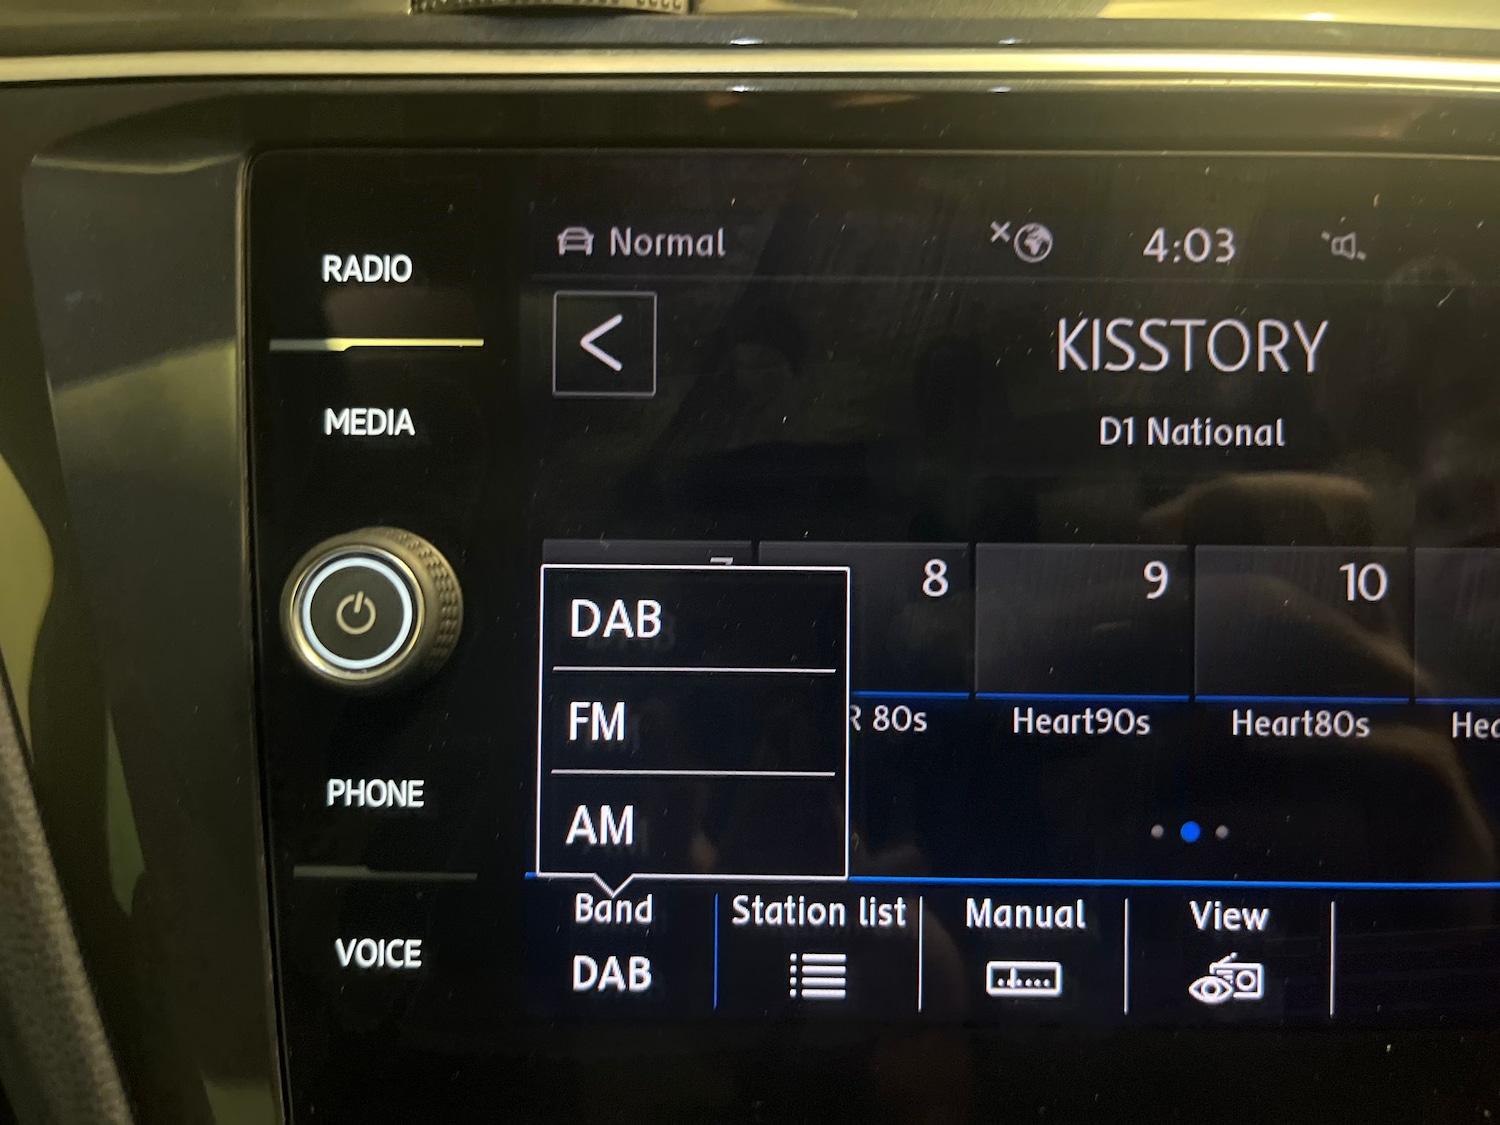 RADIO
MEDIA
PHONE
VOICE
Normal
4:03
KISSTORY
D1 National
7
8
9
10
80s
Heart90s
Heart80s
DAB
FM
AM
Band
DAB
Station list
Manual
View